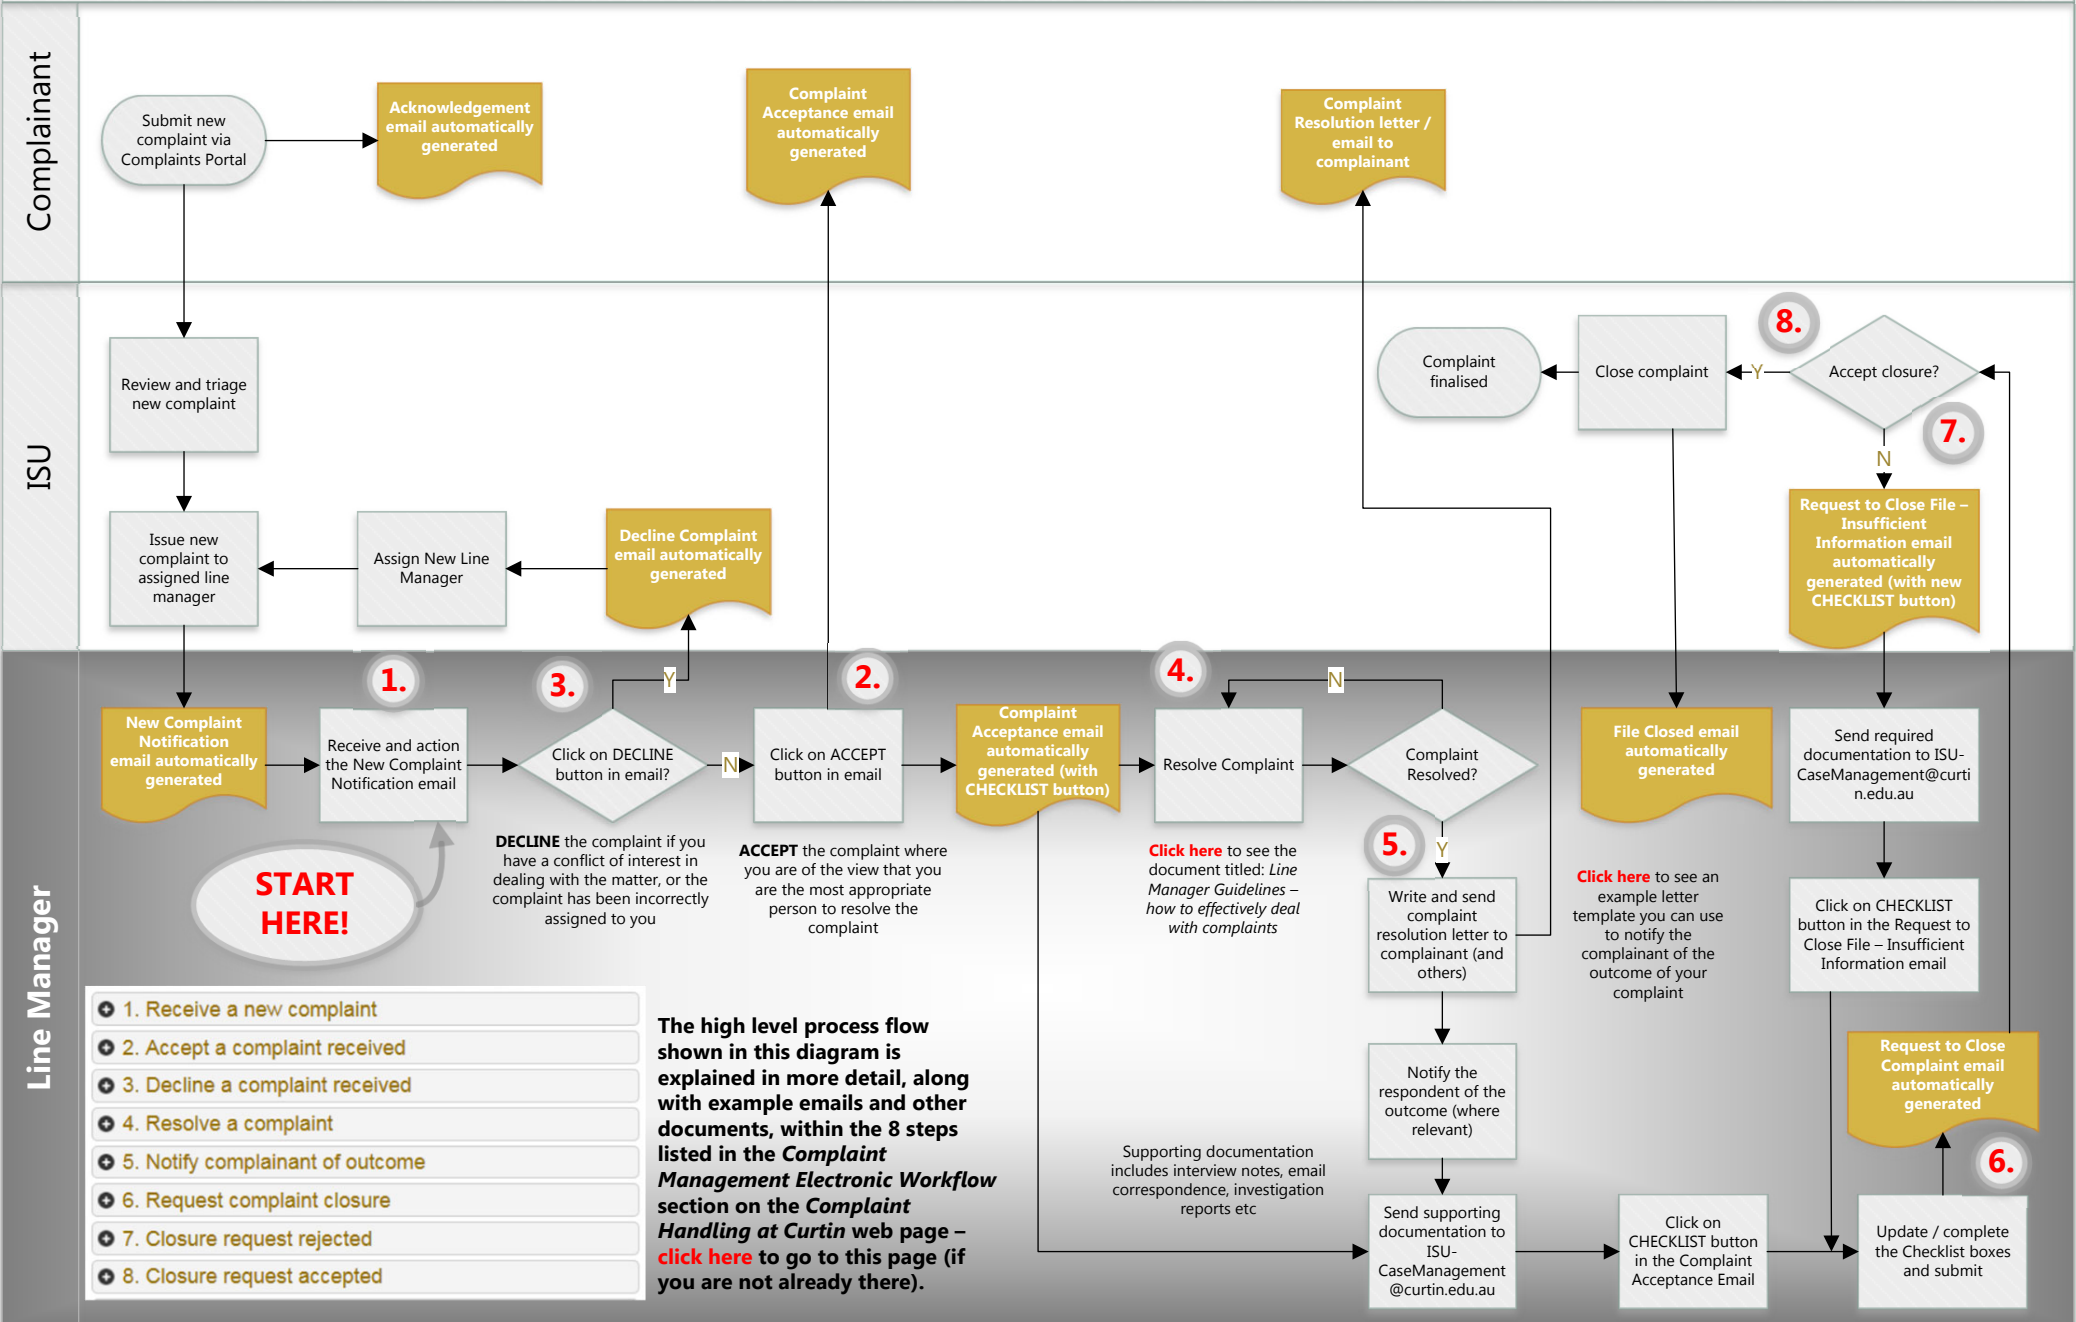 Complainant
Submit new
complaint via
Complaints Portal
Acknowledgement
email automatically
generated
Complaint
Acceptance email
automatically
generated
Complaint
Resolution letter /
email to
complainant
ISU
Review and triage
new complaint
Issue new
complaint to
assigned line
manager
Assign New Line
Manager
Decline Complaint
email automatically
generated
Complaint
finalised
Close complaint
8.
Y
Accept closure?
7.
N
Request to Close File –
Insufficient
Information email
automatically
generated (with new
CHECKLIST button)
Line Manager
New Complaint
Notification
email automatically
generated
1.
Receive and action
the New Complaint
Notification email
START
HERE!
3.
Y
Click on DECLINE
button in email?
N
DECLINE the complaint if you
have a conflict of interest in
dealing with the matter, or the
complaint has been incorrectly
assigned to you
2.
Click on ACCEPT
button in email
ACCEPT the complaint where
you are of the view that you
are the most appropriate
person to resolve the
complaint
Complaint
Acceptance email
automatically
generated (with
CHECKLIST button)
4.
Resolve Complaint
Click here to see the
document titled: Line
Manager Guidelines –
how to effectively deal
with complaints
N
Complaint
Resolved?
5.
Y
Write and send
complaint
resolution letter to
complainant (and
others)
Notify the
respondent of the
outcome (where
relevant)
Supporting documentation
includes interview notes, email
correspondence, investigation
reports etc
Send supporting
documentation to
ISU-
CaseManagement
@curtin.edu.au
File Closed email
automatically
generated
Click here to see an
example letter
template you can use
to notify the
complainant of the
outcome of your
complaint
Click on
CHECKLIST button
in the Complaint
Acceptance Email
Send required
documentation to ISU-
CaseManagement@curti
n.edu.au
Click on CHECKLIST
button in the Request to
Close File – Insufficient
Information email
Request to Close
Complaint email
automatically
generated
6.
Update / complete
the Checklist boxes
and submit
1. Receive a new complaint
2. Accept a complaint received
3. Decline a complaint received
4. Resolve a complaint
5. Notify complainant of outcome
6. Request complaint closure
7. Closure request rejected
8. Closure request accepted
The high level process flow
shown in this diagram is
explained in more detail, along
with example emails and other
documents, within the 8 steps
listed in the Complaint
Management Electronic Workflow
section on the Complaint
Handling at Curtin web page –
click here to go to this page (if
you are not already there).